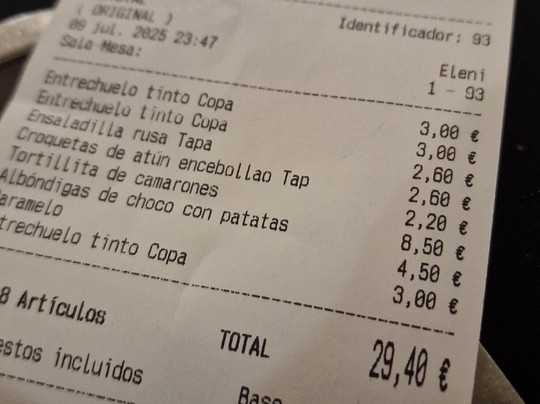 ( ORIGINAL )
Identificador: 93
09 jul. 2025 23:47
Sala-Mesa:
Eleni
1 - 93
Entrechuelo tinto Copa 3,00 €
Entrechuelo tinto Copa 3,00 €
Ensaladilla rusa Tapa 2,60 €
Croquetas de atún encebollao Tap 2,60 €
Tortillita de camarones 2,20 €
Albóndigas de choco con patatas 8,50 €
aramelo 4,50 €
trechuelo tinto Copa 3,00 €
8 Artículos
TOTAL 29,40 €
estos incluidos
Base